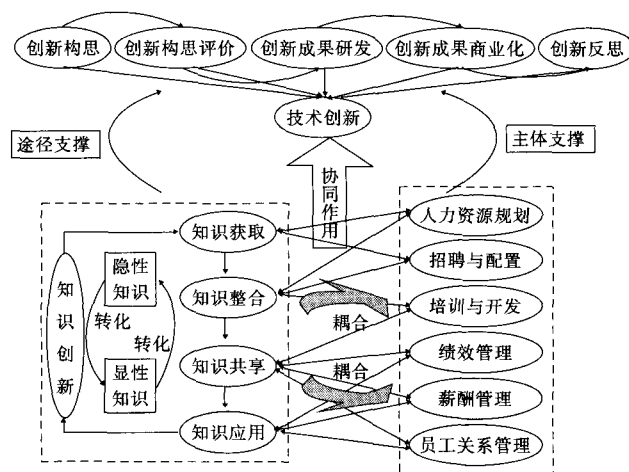 创新构思 创新构思评价 创新成果研发 创新成果商业化 创新反思
技术创新
途径支撑
主体支撑
协同作用
知识获取
人力资源规划
隐性
知识
招聘与配置
知识创新
知识整合
转化
培训与开发
耦合
转化
知识共享
绩效管理
显性
知识
耦合
薪酬管理
知识应用
员工关系管理